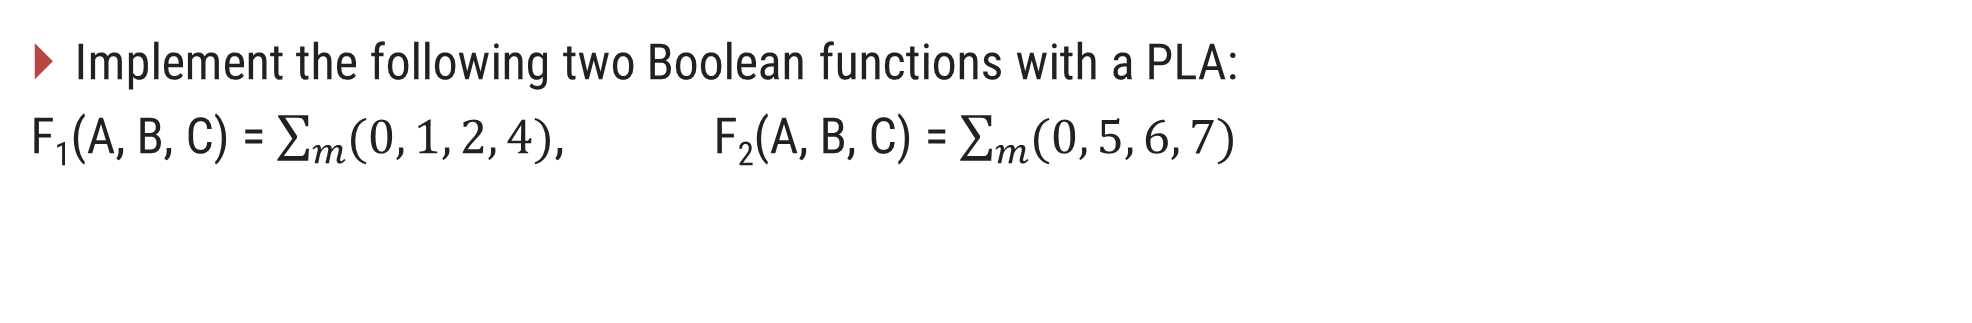 ▶ Implement the following two Boolean functions with a PLA:
F₁(A, B, C) = ∑ₘ(0, 1, 2, 4), F₂(A, B, C) = ∑ₘ(0, 5, 6, 7)